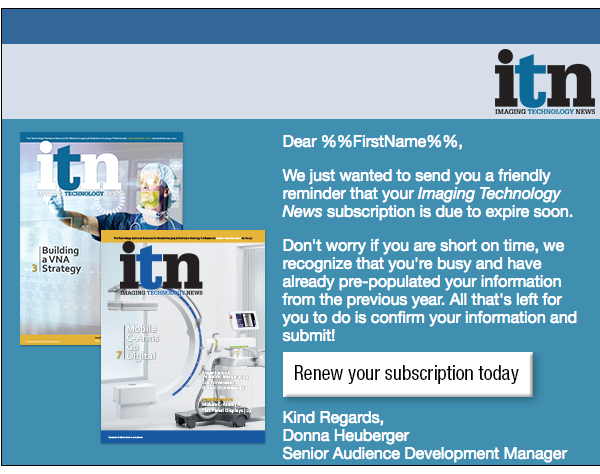 itn
IMAGING TECHNOLOGY NEWS
Dear %%FirstName%%,
We just wanted to send you a friendly
reminder that your Imaging Technology
News subscription is due to expire soon.
Don't worry if you are short on time, we
recognize that you're busy and have
already pre-populated your information
from the previous year. All that's left for
you to do is confirm your information and
submit!
Renew your subscription today
Kind Regards,
Donna Heuberger
Senior Audience Development Manager
itn
TECHNOLOGY
Building
a VNA
3 Strategy
itn
IMAGING TECHNOLOGY NEWS
Mobile
C-Arms
Go
7 Digital